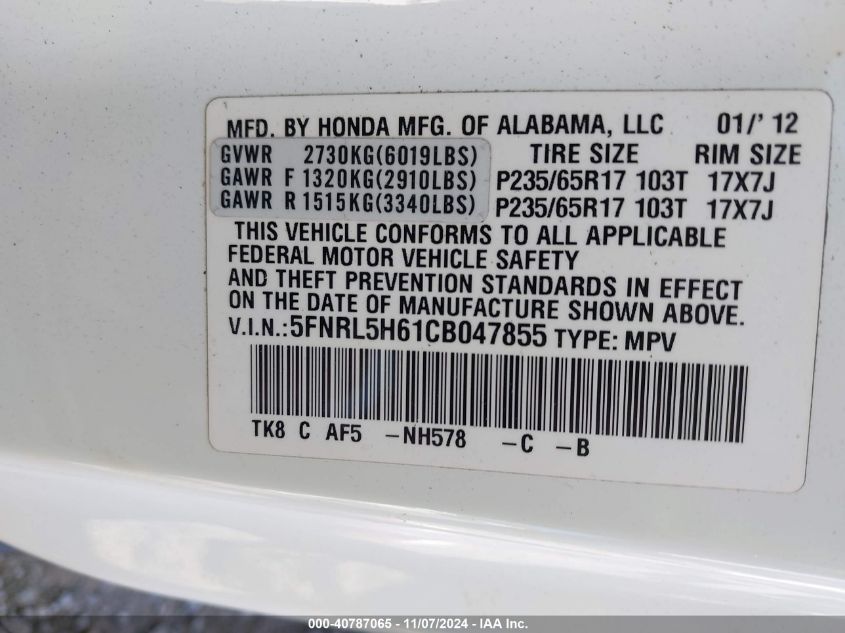 MFD. BY HONDA MFG. OF ALABAMA, LLC 01/' 12
GVWR 2730KG(6019LBS) TIRE SIZE RIM SIZE
GAWR F 1320KG(2910LBS) P235/65R17 103T 17X7J
GAWR R 1515KG(3340LBS) P235/65R17 103T 17X7J
THIS VEHICLE CONFORMS TO ALL APPLICABLE
FEDERAL MOTOR VEHICLE SAFETY
AND THEFT PREVENTION STANDARDS IN EFFECT
ON THE DATE OF MANUFACTURE SHOWN ABOVE.
V.I.N.:5FNRL5H61CB047855 TYPE: MPV
TK8 C AF5 -NH578 -C -B
000-40787065 - 11/07/2024 - IAA Inc.